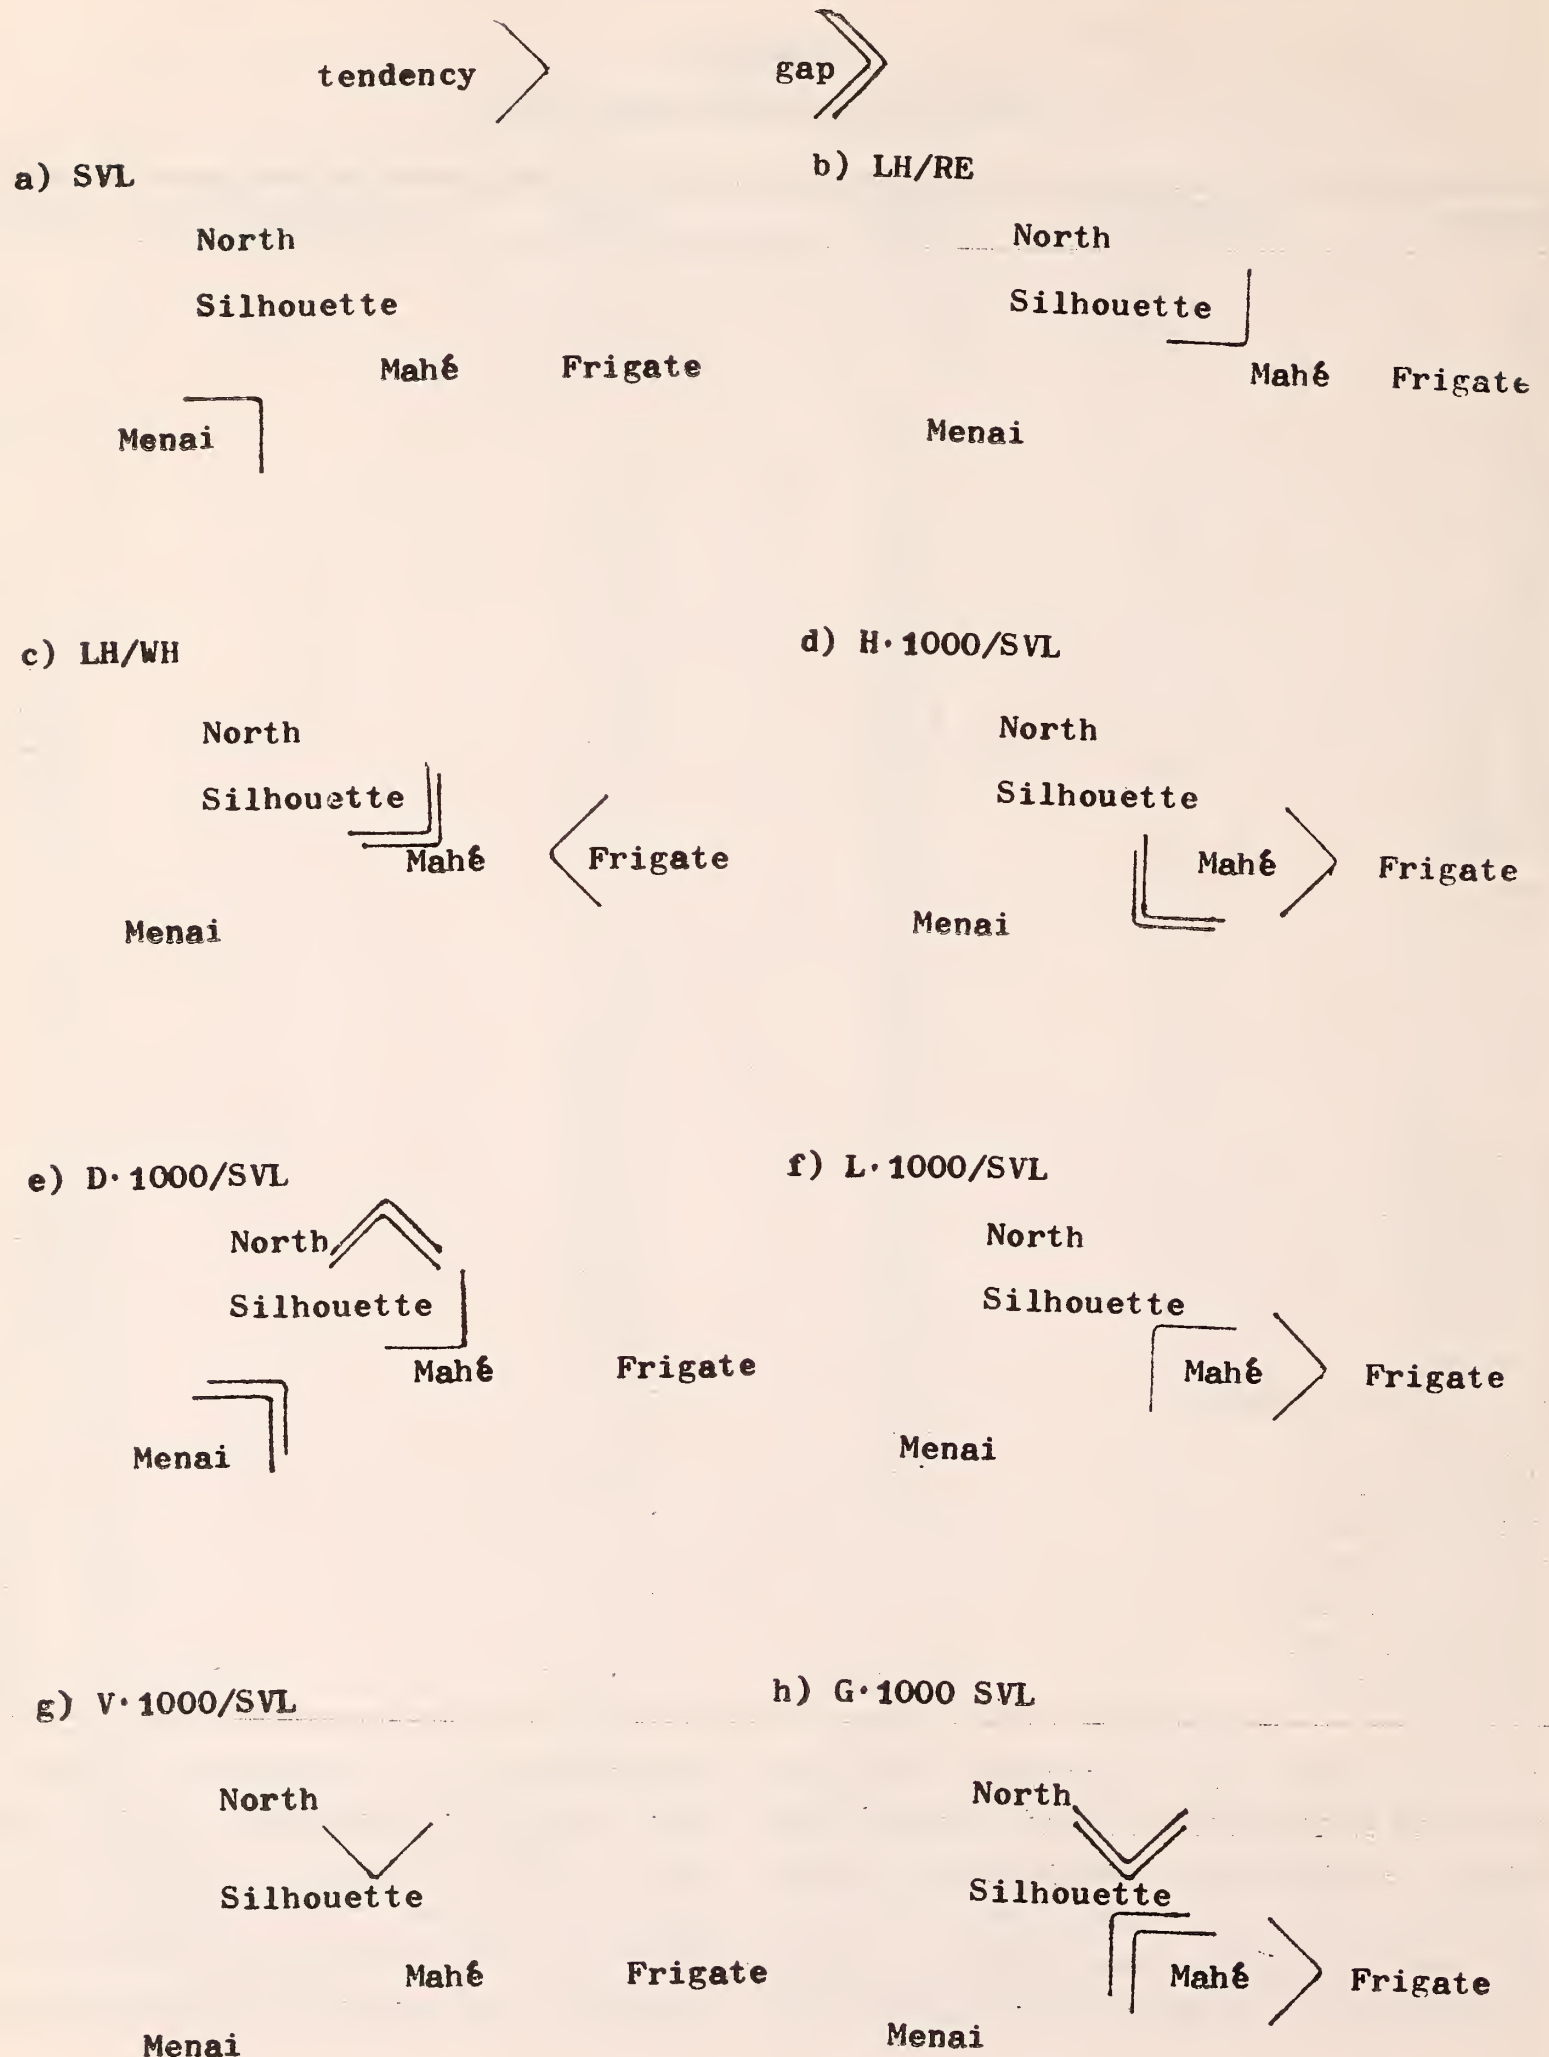 tendency gap
a) SVL
North
Silhouette
Mahé Frigate
Menai
b) LH/RE
North
Silhouette
Mahé Frigate
Menai
c) LH/WH
North
Silhouette
Mahé Frigate
Menai
d) H·1000/SVL
North
Silhouette
Mahé Frigate
Menai
e) D·1000/SVL
North
Silhouette
Mahé Frigate
Menai
f) L·1000/SVL
North
Silhouette
Mahé Frigate
Menai
g) V·1000/SVL
North
Silhouette
Mahé Frigate
Menai
h) G·1000 SVL
North
Silhouette
Mahé Frigate
Menai